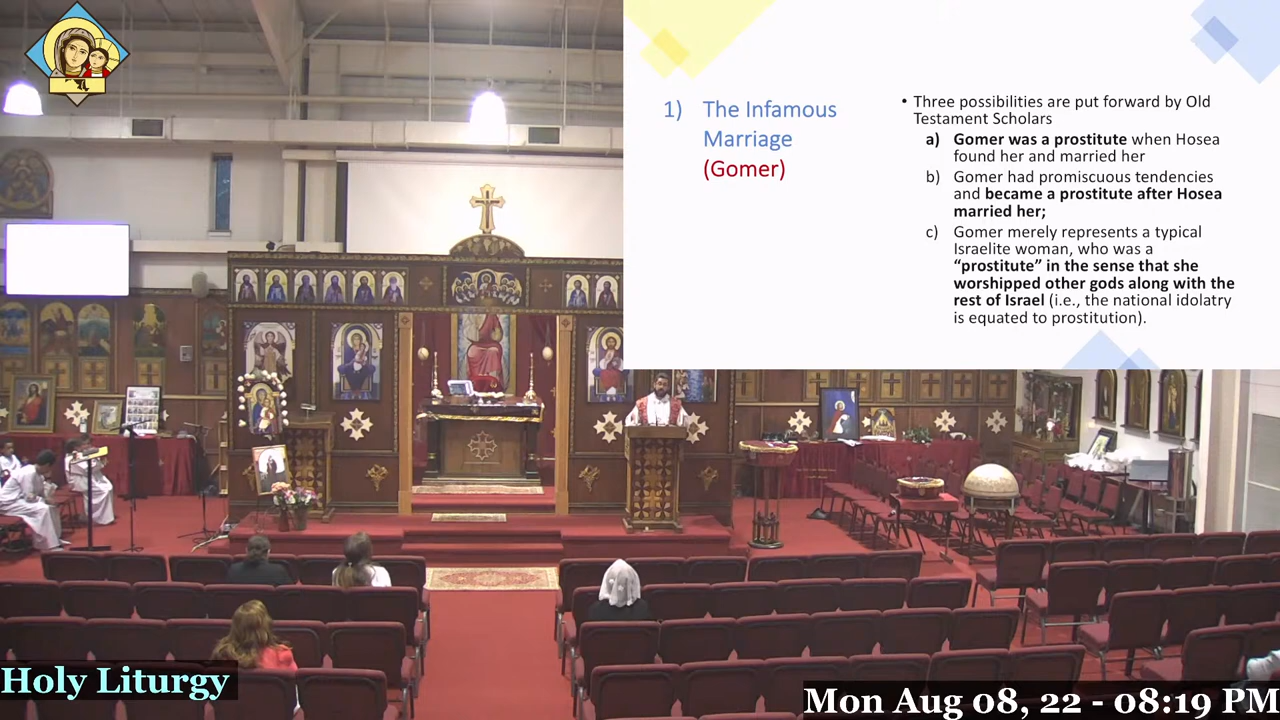 1) The Infamous
Marriage
(Gomer)
• Three possibilities are put forward by Old
Testament Scholars
a) Gomer was a prostitute when Hosea
found her and married her
b) Gomer had promiscuous tendencies
and became a prostitute after Hosea
married her;
c) Gomer merely represents a typical
Israelite woman, who was a
“prostitute” in the sense that she
worshipped other gods along with the
rest of Israel (i.e., the national idolatry
is equated to prostitution).
Holy Liturgy
Mon Aug 08, 22 - 08:19 PM